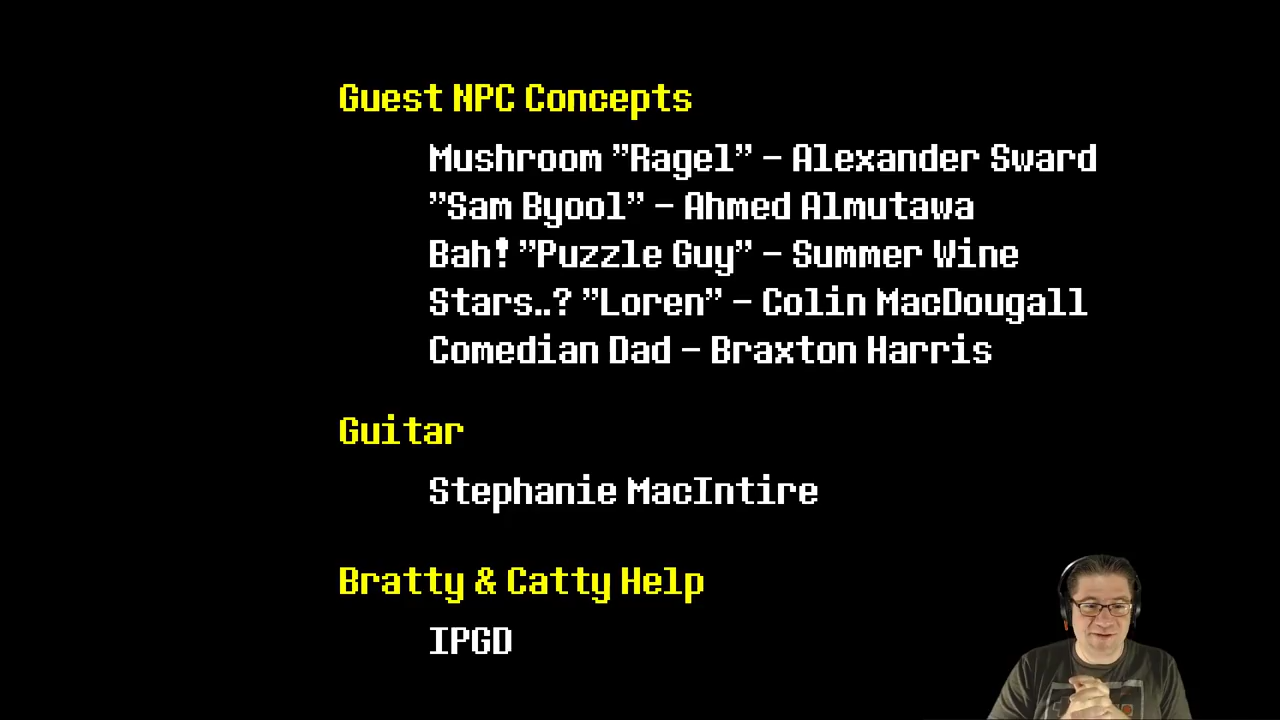 Guest NPC Concepts
Mushroom "Ragel" - Alexander Sward
"Sam Byool" - Ahmed Almutawa
Bah! "Puzzle Guy" - Summer Wine
Stars..? "Loren" - Colin MacDougall
Comedian Dad - Braxton Harris
Guitar
Stephanie MacIntire
Bratty & Catty Help
IPGD